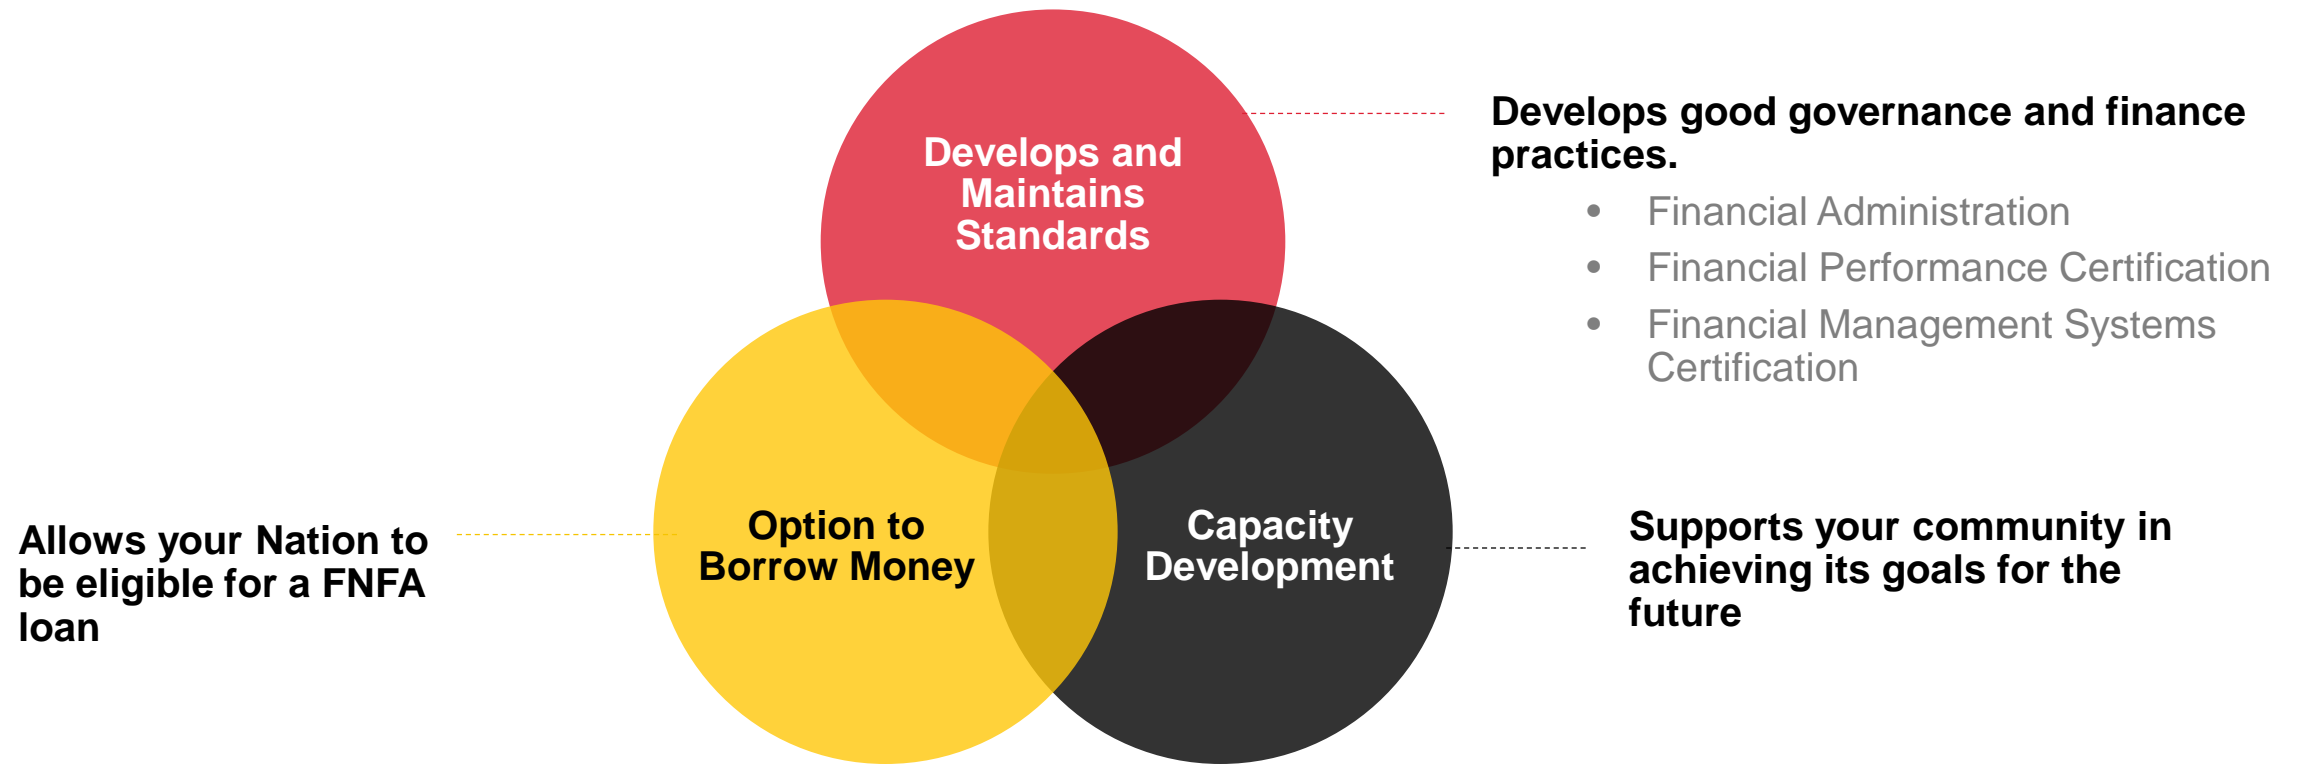 Develops and
Maintains
Standards
Develops good governance and finance
practices.
• Financial Administration
• Financial Performance Certification
• Financial Management Systems
Certification
Allows your Nation to
be eligible for a FNFA
loan
Option to
Borrow Money
Capacity
Development
Supports your community in
achieving its goals for the
future